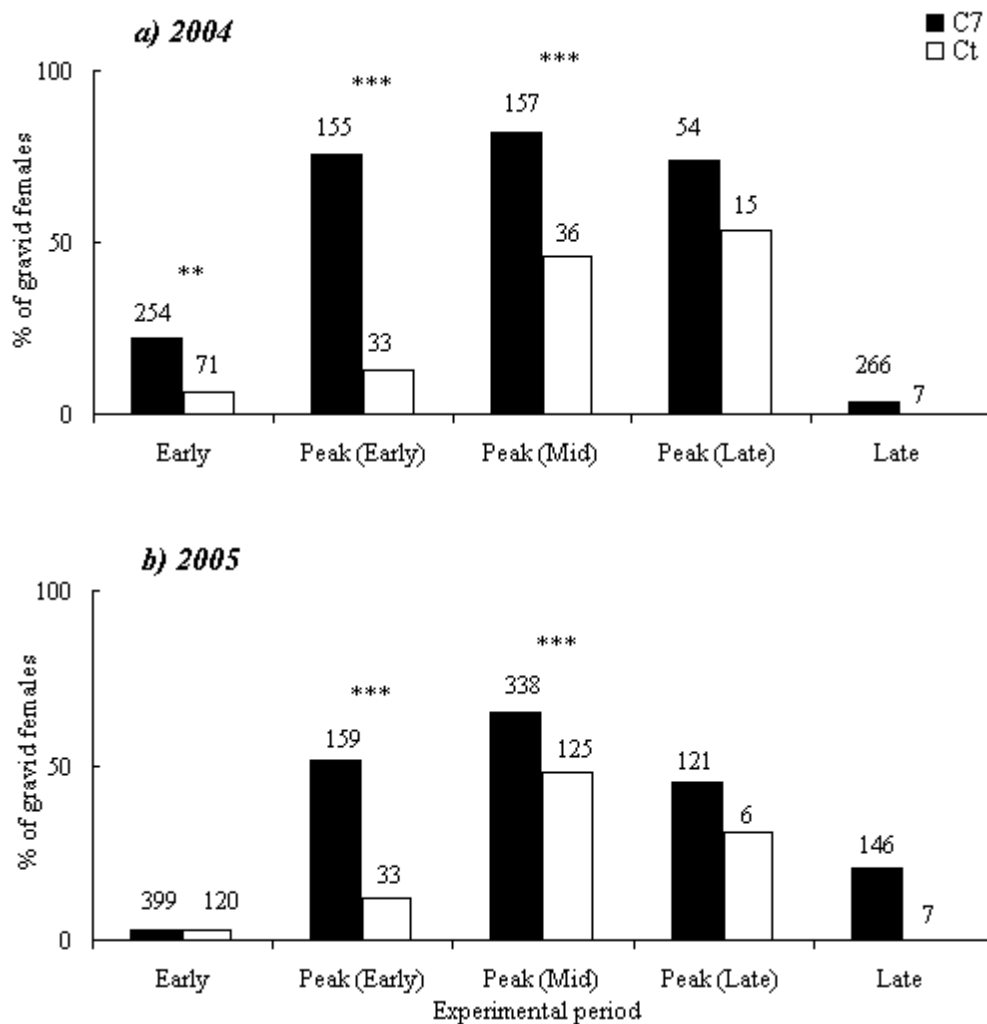 a) 2004
C7
Ct
% of gravid females
100
50
0
***
***
**
155
157
54
254
71
33
36
15
266
7
Early
Peak (Early)
Peak (Mid)
Peak (Late)
Late
b) 2005
% of gravid females
100
50
0
***
***
399
120
159
33
338
125
121
6
146
7
Early
Peak (Early)
Peak (Mid)
Peak (Late)
Late
Experimental period